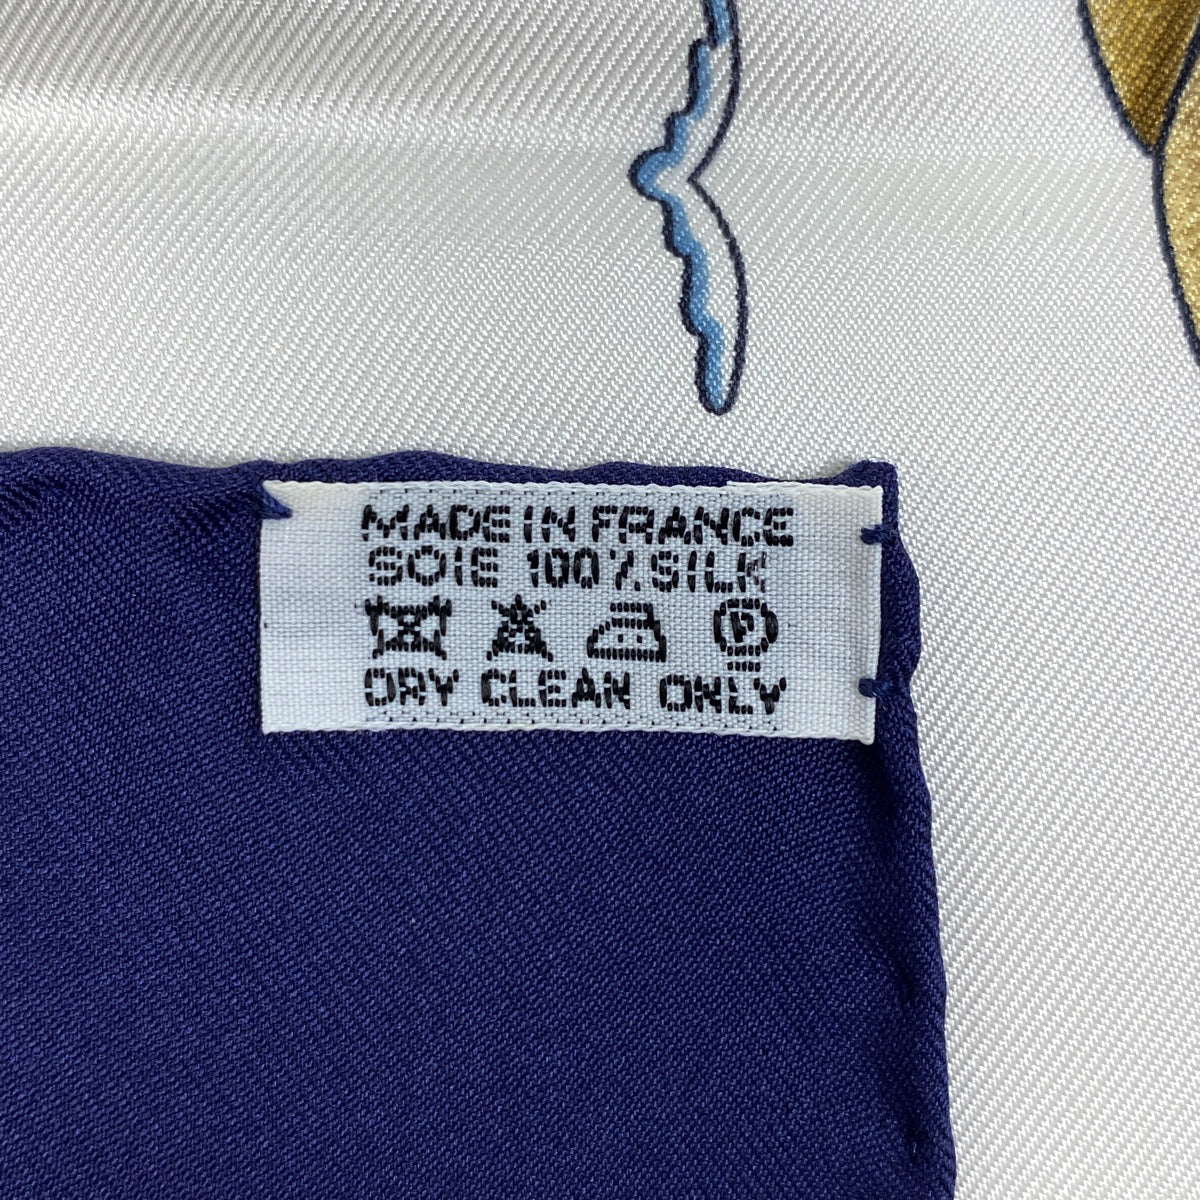 MADE IN FRANCE
SOIE 100% SILK
P
DRY CLEAN ONLY